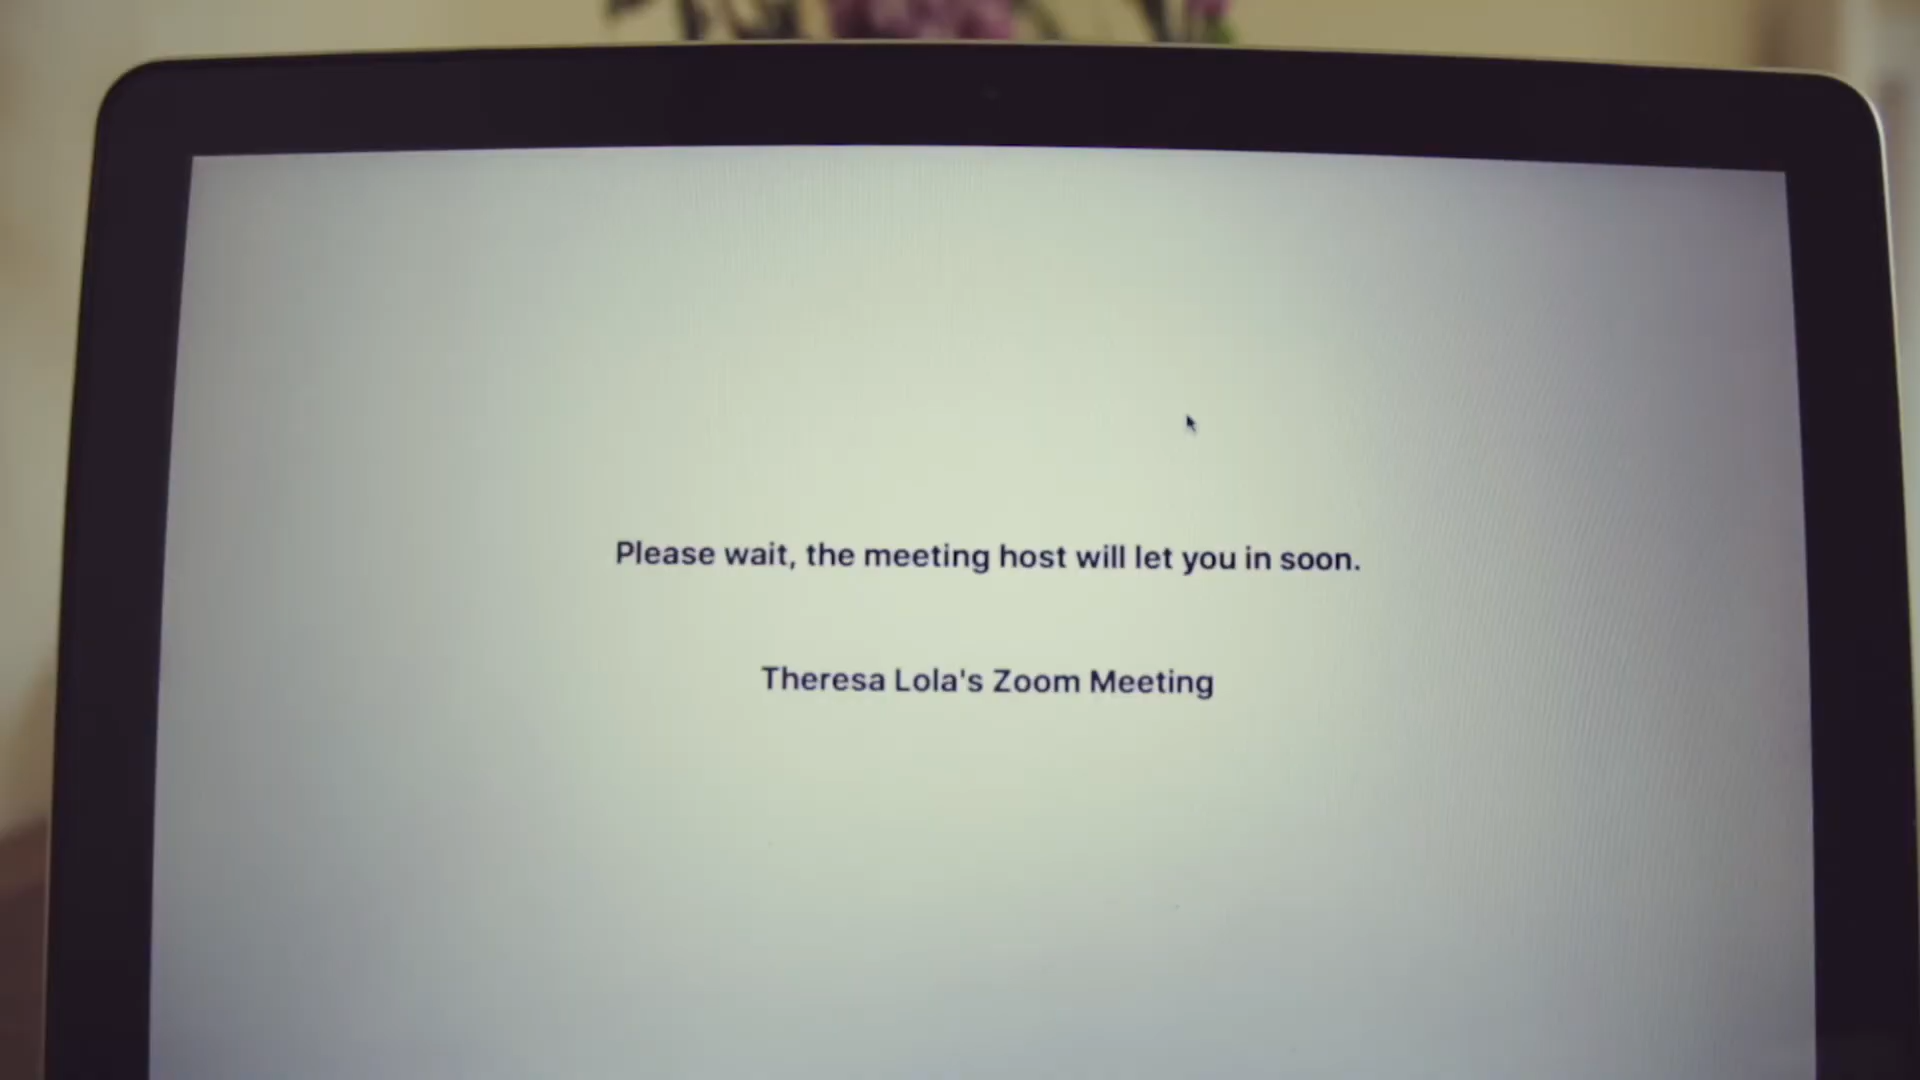 Please wait, the meeting host will let you in soon.
Theresa Lola's Zoom Meeting